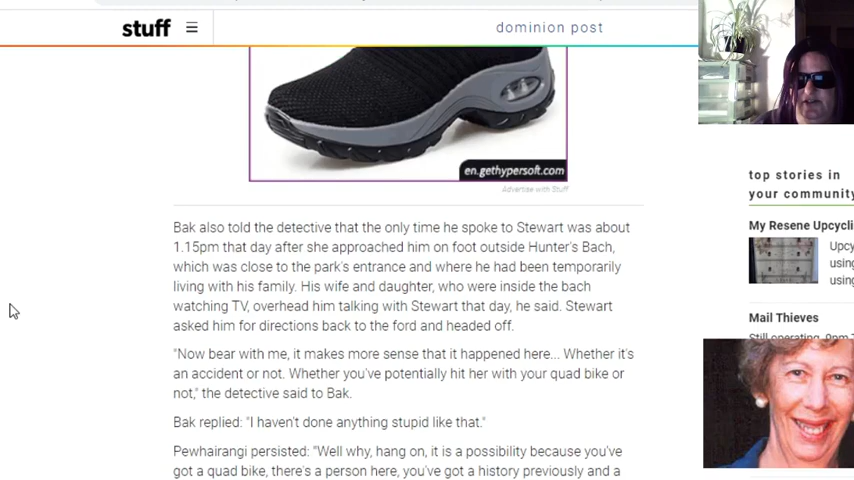 stuff
dominion post
en.gethypersoft.com
Advertise with Stuff
Bak also told the detective that the only time he spoke to Stewart was about
1.15pm that day after she approached him on foot outside Hunter's Bach,
which was close to the park's entrance and where he had been temporarily
living with his family. His wife and daughter, who were inside the bach
watching TV, overhead him talking with Stewart that day, he said. Stewart
asked him for directions back to the ford and headed off.
"Now bear with me, it makes more sense that it happened here... Whether it's
an accident or not. Whether you've potentially hit her with your quad bike or
not," the detective said to Bak.
Bak replied: "I haven't done anything stupid like that."
Pewhairangi persisted: "Well why, hang on, it is a possibility because you've
got a quad bike, there's a person here, you've got a history previously and a
top stories in
your community
My Resene Upcycli
Upcy
using
using
Mail Thieves
Still operating. 9pm T